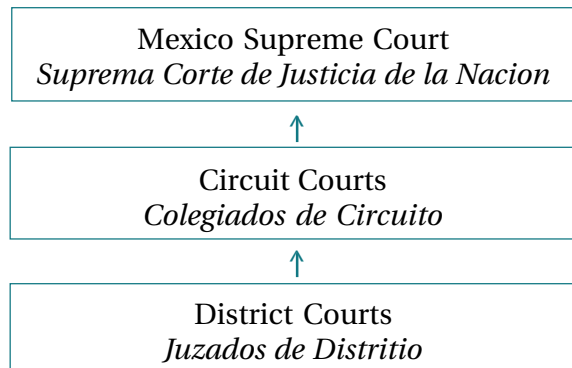 Mexico Supreme Court
Suprema Corte de Justicia de la Nacion
Circuit Courts
Colegiados de Circuito
District Courts
Juzados de Distritio